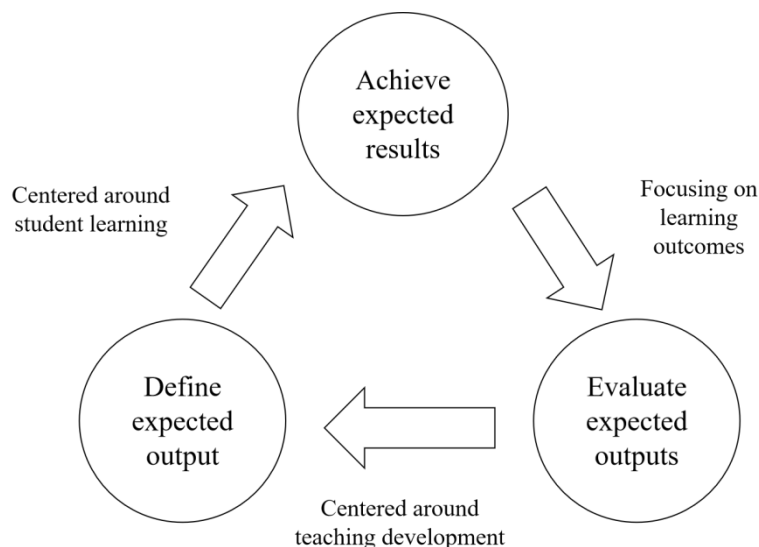 Achieve
expected
results
Centered around
student learning
Focusing on
learning
outcomes
Define
expected
output
Evaluate
expected
outputs
Centered around
teaching development